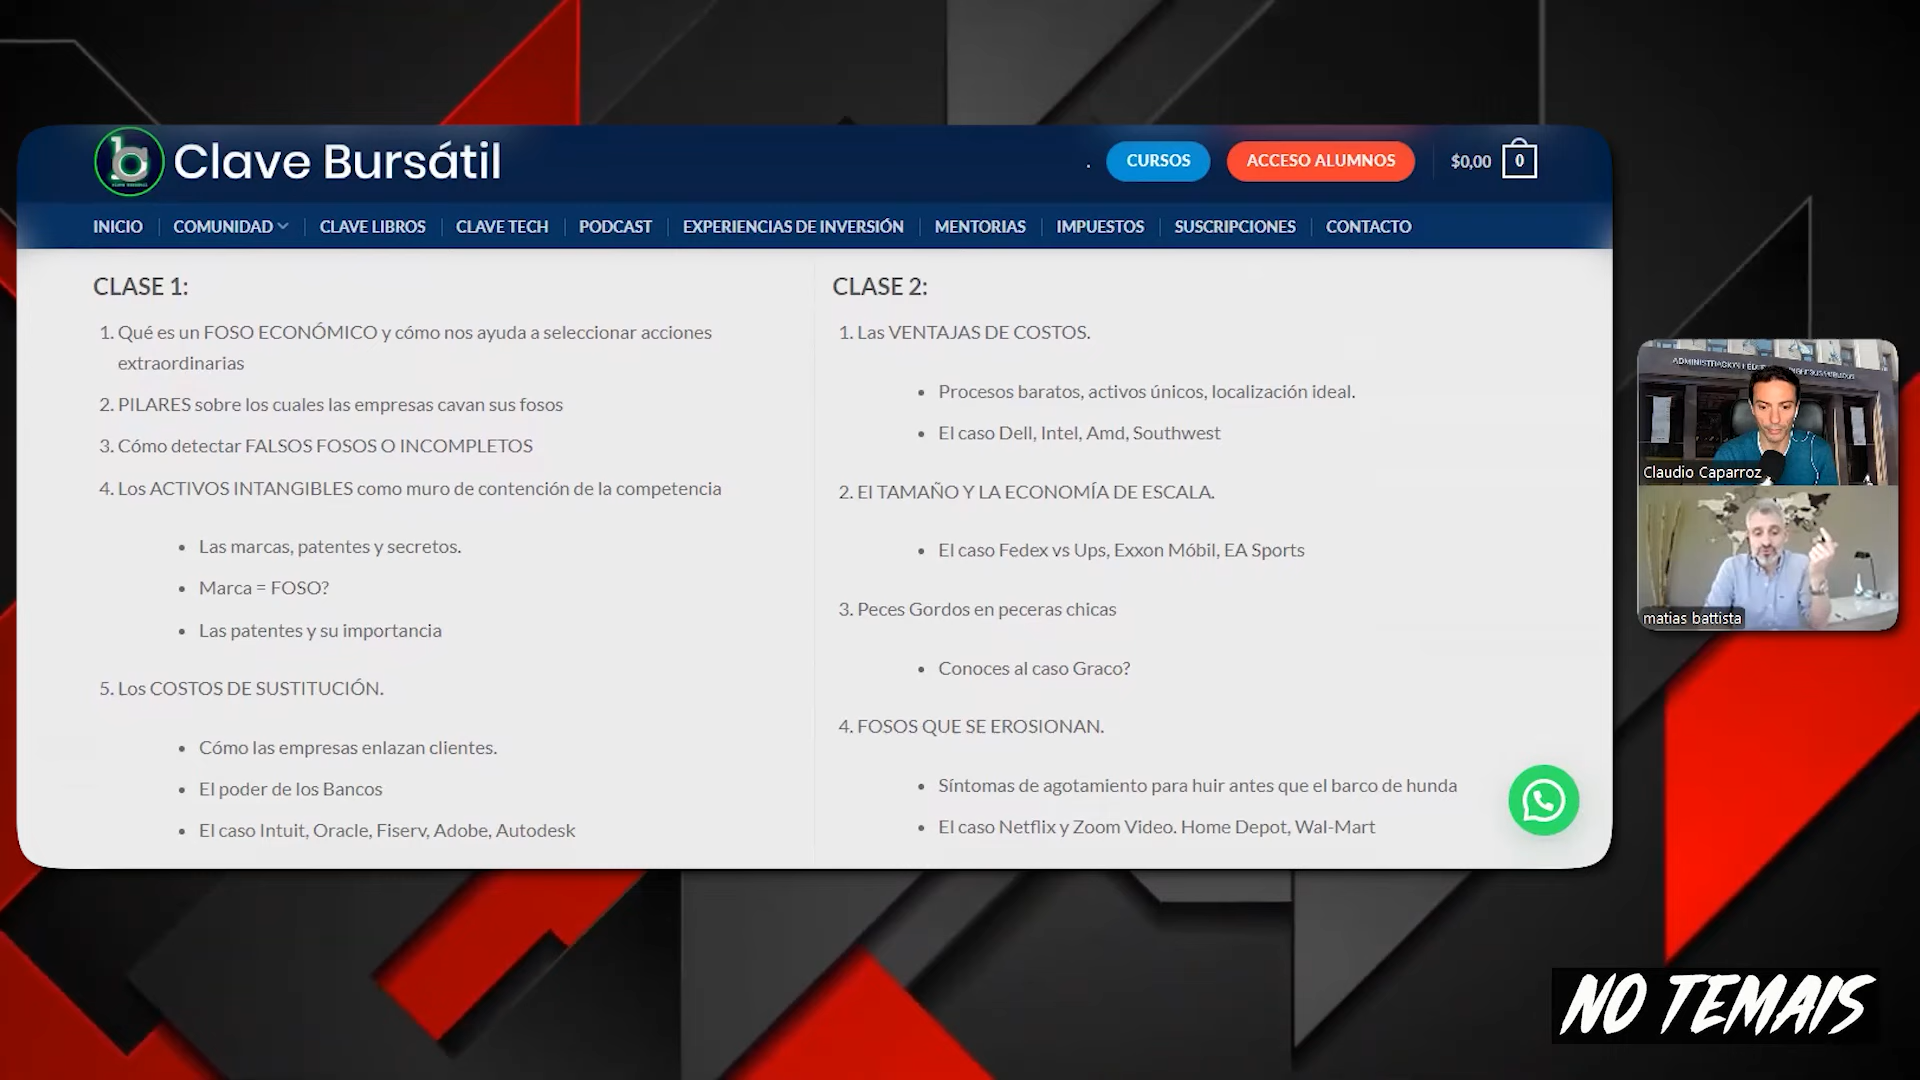 Clave Bursátil
CURSOS
ACCESO ALUMNOS
$0,00
0
INICIO
COMUNIDAD
CLAVE LIBROS
CLAVE TECH
PODCAST
EXPERIENCIAS DE INVERSIÓN
MENTORIAS
IMPUESTOS
SUSCRIPCIONES
CONTACTO
CLASE 1:
1. Qué es un FOSO ECONÓMICO y cómo nos ayuda a seleccionar acciones
extraordinarias
2. PILARES sobre los cuales las empresas cavan sus fosos
3. Cómo detectar FALSOS FOSOS O INCOMPLETOS
4. Los ACTIVOS INTANGIBLES como muro de contención de la competencia
• Las marcas, patentes y secretos.
• Marca = FOSO?
• Las patentes y su importancia
5. Los COSTOS DE SUSTITUCIÓN.
• Cómo las empresas enlazan clientes.
• El poder de los Bancos
• El caso Intuit, Oracle, Fiserv, Adobe, Autodesk
CLASE 2:
1. Las VENTAJAS DE COSTOS.
• Procesos baratos, activos únicos, localización ideal.
• El caso Dell, Intel, Amd, Southwest
2. El TAMAÑO Y LA ECONOMÍA DE ESCALA.
• El caso Fedex vs Ups, Exxon Móbil, EA Sports
3. Peces Gordos en peceras chicas
• Conoces al caso Graco?
4. FOSOS QUE SE EROSIONAN.
• Síntomas de agotamiento para huir antes que el barco de hunda
• El caso Netflix y Zoom Video. Home Depot, Wal-Mart
Claudio Caparroz
matias battista
NO TEMAIS